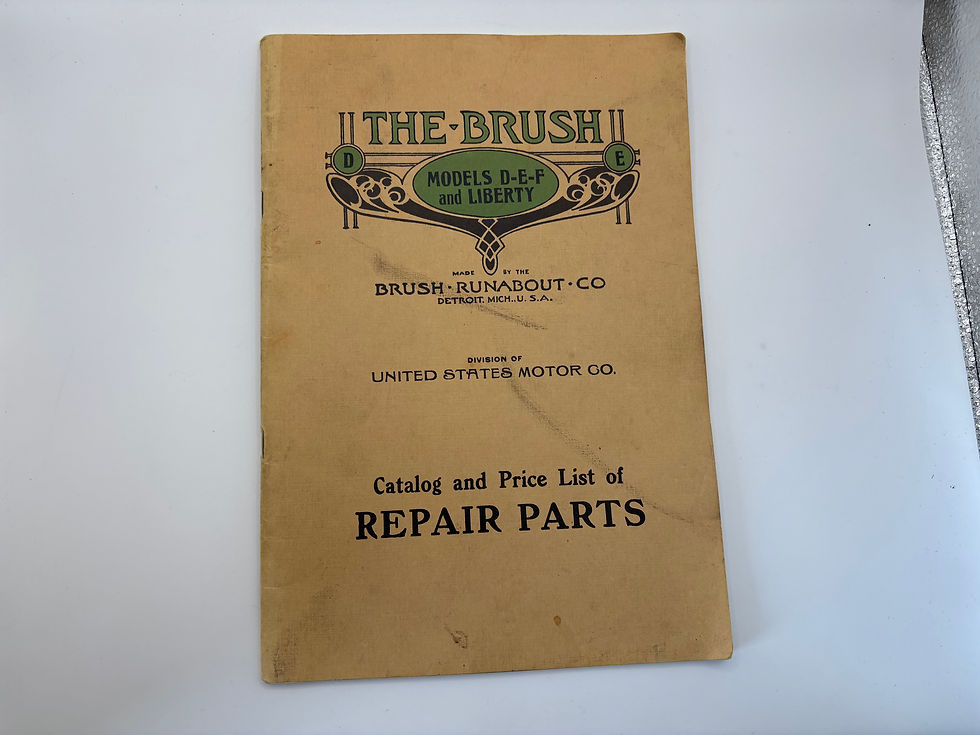 THE BRUSH
D
E
MODELS D-E-F
and LIBERTY
MADE BY THE
BRUSH · RUNABOUT · CO
DETROIT, MICH., U. S. A.
DIVISION OF
UNITED STATES MOTOR CO.
Catalog and Price List of
REPAIR PARTS